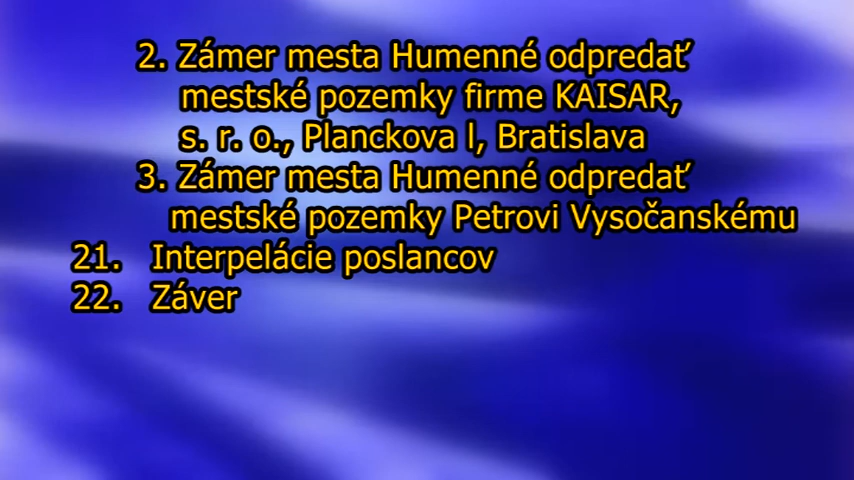 2. Zámer mesta Humenné odpredať
mestské pozemky firme KAISAR,
s. r. o., Planckova l, Bratislava
3. Zámer mesta Humenné odpredať
mestské pozemky Petrovi Vysočanskému
21. Interpelácie poslancov
22. Záver